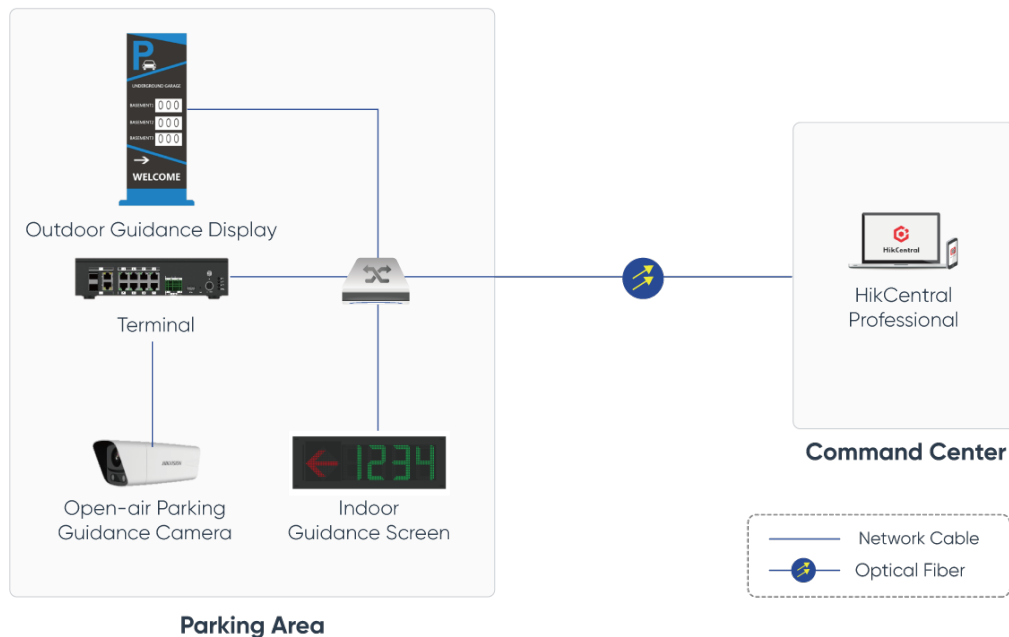 P
UNDERGROUND GARAGE
BASEMENT1 000
BASEMENT2 000
BASEMENT3 000
WELCOME
Outdoor Guidance Display
Terminal
HIKVISION
Open-air Parking
Guidance Camera
1234
Indoor
Guidance Screen
Parking Area
HikCentral
HikCentral
Professional
Command Center
Network Cable
Optical Fiber